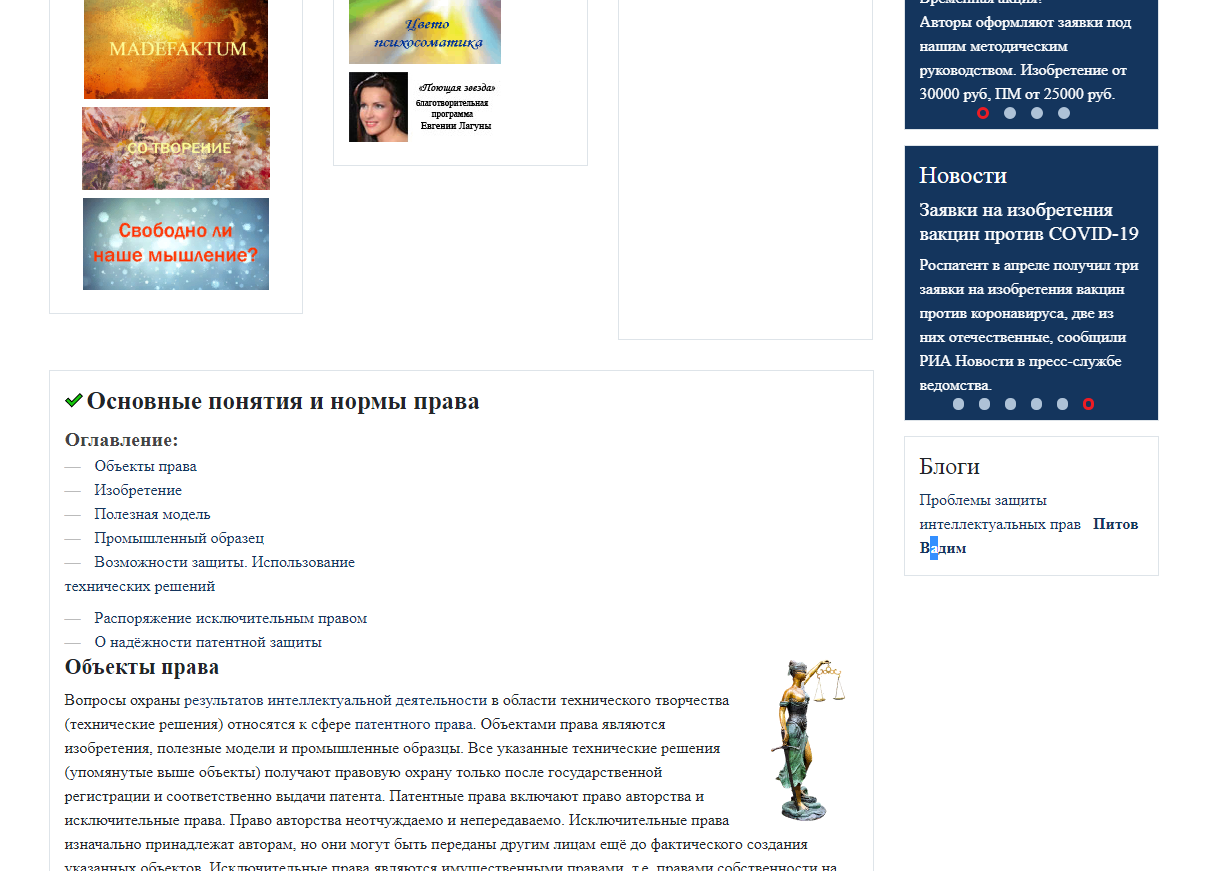 MADEFAKTUM
СО-ТВОРЕНИЕ
Свободно ли
наше мышление?
Цвето
психосоматика
«Поющая звезда»
благотворительная
программа
Евгении Лагуны
Авторы оформляют заявки под
нашим методическим
руководством. Изобретение от
30000 руб, ПМ от 25000 руб.
Новости
Заявки на изобретения
вакцин против COVID-19
Роспатент в апреле получил три
заявки на изобретения вакцин
против коронавируса, две из
них отечественные, сообщили
РИА Новости в пресс-службе
ведомства.
Блоги
Проблемы защиты
интеллектуальных прав Питов
Вадим
Основные понятия и нормы права
Оглавление:
— Объекты права
— Изобретение
— Полезная модель
— Промышленный образец
— Возможности защиты. Использование
технических решений
— Распоряжение исключительным правом
— О надёжности патентной защиты
Объекты права
Вопросы охраны результатов интеллектуальной деятельности в области технического творчества
(технические решения) относятся к сфере патентного права. Объектами права являются
изобретения, полезные модели и промышленные образцы. Все указанные технические решения
(упомянутые выше объекты) получают правовую охрану только после государственной
регистрации и соответственно выдачи патента. Патентные права включают право авторства и
исключительные права. Право авторства неотчуждаемо и непередаваемо. Исключительные права
изначально принадлежат авторам, но они могут быть переданы другим лицам ещё до фактического создания
указанных объектов. Исключительные права являются имущественными правами, т.е. правами собственности на